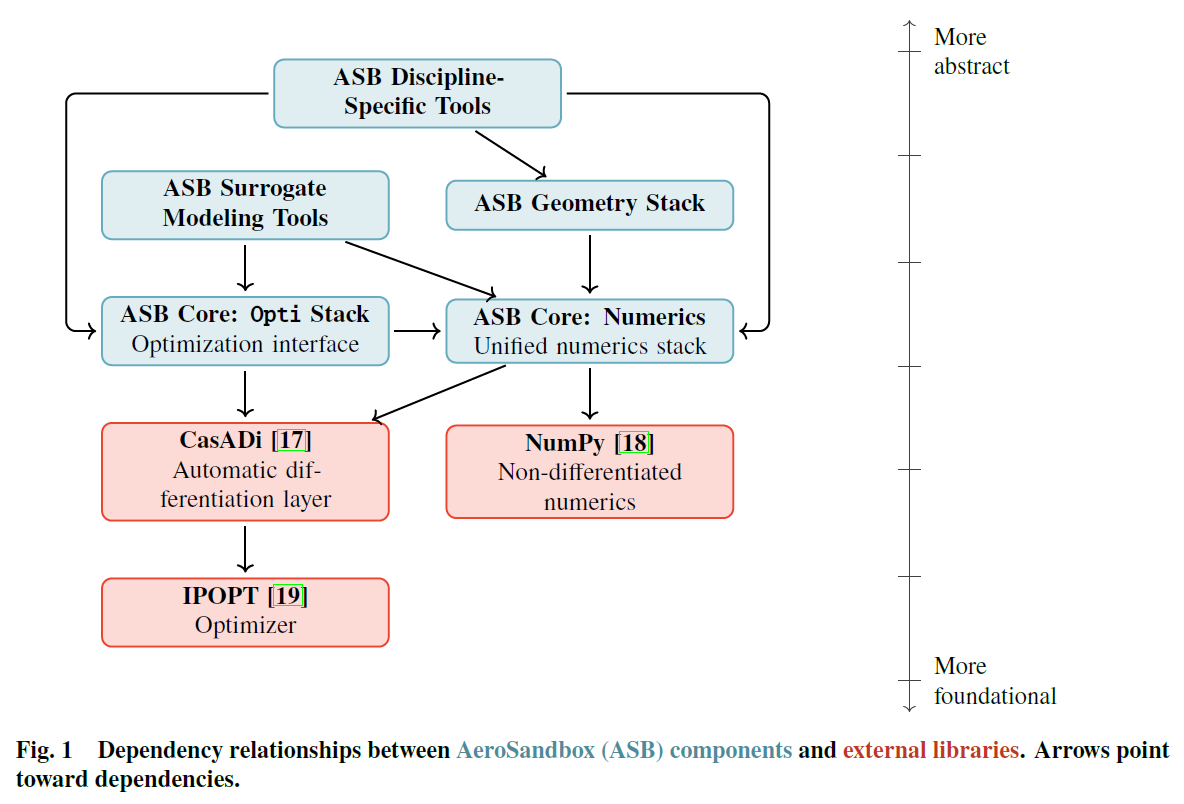 More
abstract
ASB Discipline-
Specific Tools
ASB Surrogate
Modeling Tools
ASB Geometry Stack
ASB Core: Opti Stack
Optimization interface
ASB Core: Numerics
Unified numerics stack
CasADi [17]
Automatic dif-
ferentiation layer
NumPy [18]
Non-differentiated
numerics
IPOPT [19]
Optimizer
More
foundational
Fig. 1 Dependency relationships between AeroSandbox (ASB) components and external libraries. Arrows point
toward dependencies.